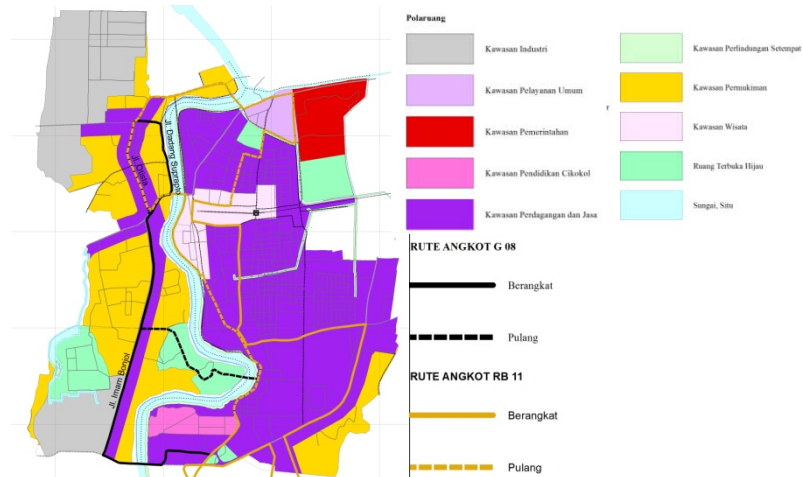 Polaruang
Kawasan Industri
Kawasan Pelayanan Umum
Kawasan Pemerintahan
Kawasan Pendidikan Cikokol
Kawasan Perdagangan dan Jasa
Kawasan Perlindungan Setempat
Kawasan Permukiman
r
Kawasan Wisata
Ruang Terbuka Hijau
Sungai, Situ
RUTE ANGKOT G 08
Berangkat
Pulang
RUTE ANGKOT RB 11
Berangkat
Pulang
Jl. Dadang Suprapto
Jl. Imam Bonjol